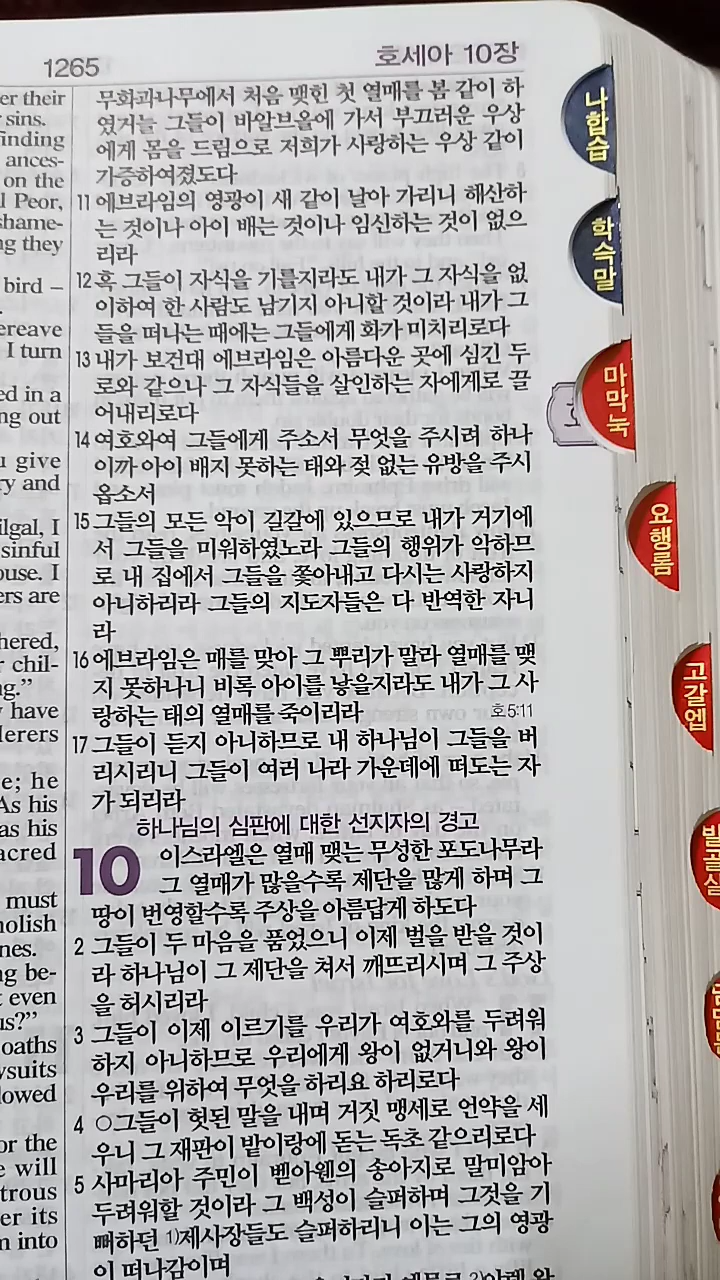 1265
호세아 10장
er their
sins.
finding
ances-
on the
l Peor,
shame-
ng they
bird –
ereave
I turn
ed in a
ng out
u give
ry and
ilgal, I
sinful
ouse. I
ers are
hered,
r chil-
ng.”
y have
lerers
e; he
As his
as his
acred
must
nolish
nes.
ng be-
t even
us?”
oaths
wsuits
lowed
or the
e will
trous
er its
n into
무화과나무에서 처음 맺힌 첫 열매를 봄 같이 하
였거늘 그들이 바알브올에 가서 부끄러운 우상
에게 몸을 드림으로 저희가 사랑하는 우상 같이
가증하여졌도다
11 에브라임의 영광이 새 같이 날아 가리니 해산하
는 것이나 아이 배는 것이나 임신하는 것이 없으
리라
12 혹 그들이 자식을 기를지라도 내가 그 자식을 없
이하여 한 사람도 남기지 아니할 것이라 내가 그
들을 떠나는 때에는 그들에게 화가 미치리로다
13 내가 보건대 에브라임은 아름다운 곳에 심긴 두
로와 같으나 그 자식들을 살인하는 자에게로 끌
어내리로다
14 여호와여 그들에게 주소서 무엇을 주시려 하나
이까 아이 배지 못하는 태와 젖 없는 유방을 주시
옵소서
15 그들의 모든 악이 길갈에 있으므로 내가 거기에
서 그들을 미워하였노라 그들의 행위가 악하므
로 내 집에서 그들을 쫓아내고 다시는 사랑하지
아니하리라 그들의 지도자들은 다 반역한 자니
라
16 에브라임은 매를 맞아 그 뿌리가 말라 열매를 맺
지 못하나니 비록 아이를 낳을지라도 내가 그 사
랑하는 태의 열매를 죽이리라 호5:11
17 그들이 듣지 아니하므로 내 하나님이 그들을 버
리시리니 그들이 여러 나라 가운데에 떠도는 자
가 되리라
하나님의 심판에 대한 선지자의 경고
10 이스라엘은 열매 맺는 무성한 포도나무라
그 열매가 많을수록 제단을 많게 하며 그
땅이 번영할수록 주상을 아름답게 하도다
2 그들이 두 마음을 품었으니 이제 벌을 받을 것이
라 하나님이 그 제단을 쳐서 깨뜨리시며 그 주상
을 허시리라
3 그들이 이제 이르기를 우리가 여호와를 두려워
하지 아니하므로 우리에게 왕이 없거니와 왕이
우리를 위하여 무엇을 하리요 하리로다
4 ○그들이 헛된 말을 내며 거짓 맹세로 언약을 세
우니 그 재판이 밭이랑에 돋는 독초 같으리로다
5 사마리아 주민이 벧아웬의 송아지로 말미암아
두려워할 것이라 그 백성이 슬퍼하며 그것을 기
뻐하던 1)제사장들도 슬퍼하리니 이는 그의 영광
이 떠나감이며
나합습
학슥말
마막눅
요행롬
고갈엡